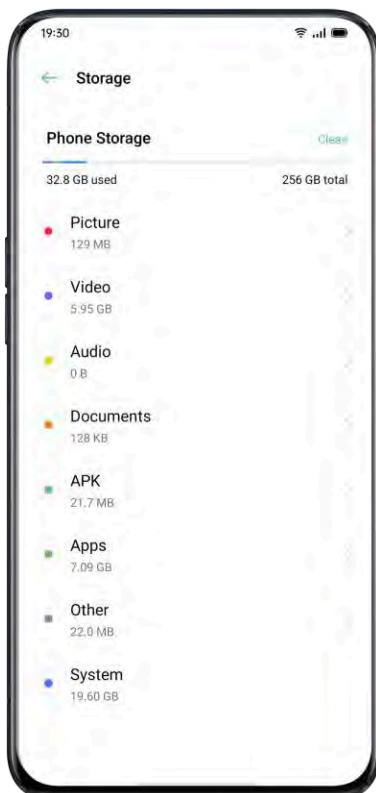 19:30
Storage
Phone Storage
Clean
32.8 GB used
256 GB total
Picture
129 MB
Video
5.95 GB
Audio
0 B
Documents
128 KB
APK
21.7 MB
Apps
7.09 GB
Other
22.0 MB
System
19.60 GB